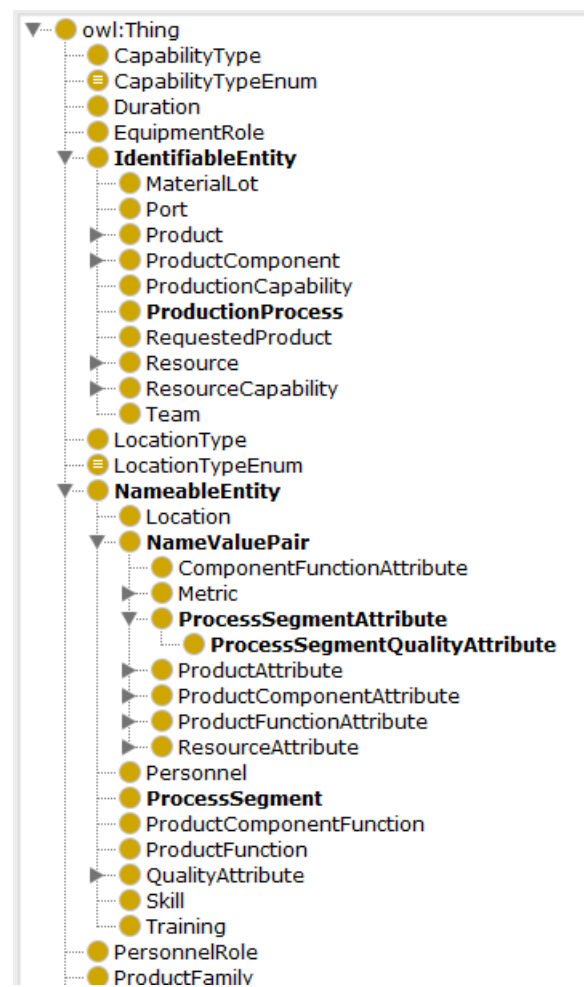 owl:Thing
CapabilityType
CapabilityTypeEnum
Duration
EquipmentRole
IdentifiableEntity
MaterialLot
Port
Product
ProductComponent
ProductionCapability
ProductionProcess
RequestedProduct
Resource
ResourceCapability
Team
LocationType
LocationTypeEnum
NameableEntity
Location
NameValuePair
ComponentFunctionAttribute
Metric
ProcessSegmentAttribute
ProcessSegmentQualityAttribute
ProductAttribute
ProductComponentAttribute
ProductFunctionAttribute
ResourceAttribute
Personnel
ProcessSegment
ProductComponentFunction
ProductFunction
QualityAttribute
Skill
Training
PersonnelRole
ProductFamily